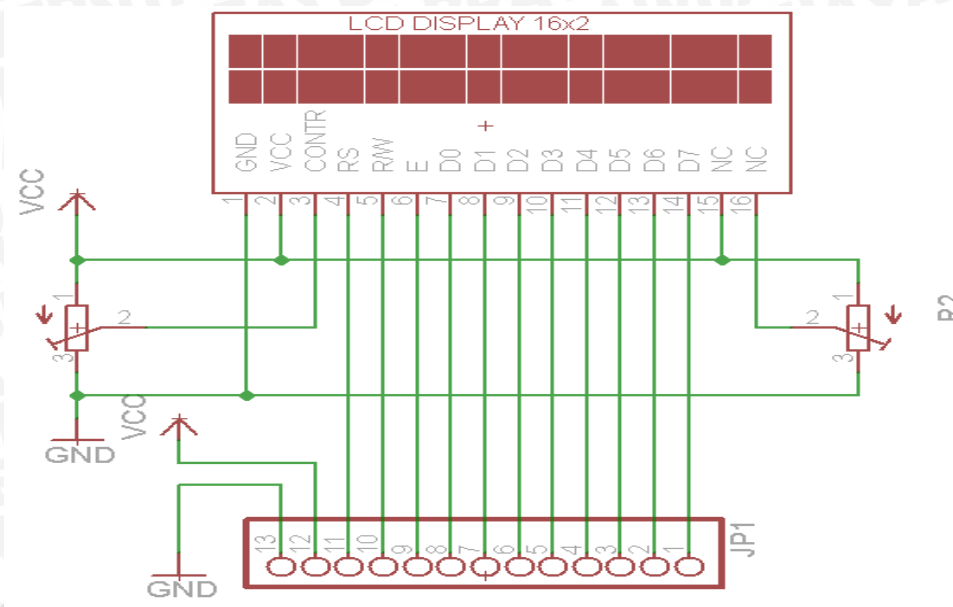 LCD DISPLAY 16x2
GND VCC CONTR RS R/W E D0 D1 D2 D3 D4 D5 D6 D7 NC NC
1 2 3 4 5 6 7 8 9 10 11 12 13 14 15 16
VCC
1
2
3
GND
1
2
3
R2
VCC
GND
13 12 11 10 9 8 7 6 5 4 3 2 1
JP1